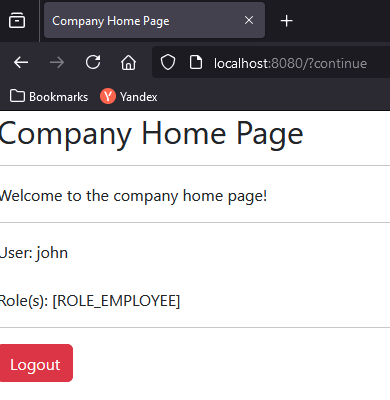 Company Home Page
localhost:8080/?continue
Bookmarks Yandex
Company Home Page
Welcome to the company home page!
User: john
Role(s): [ROLE_EMPLOYEE]
Logout